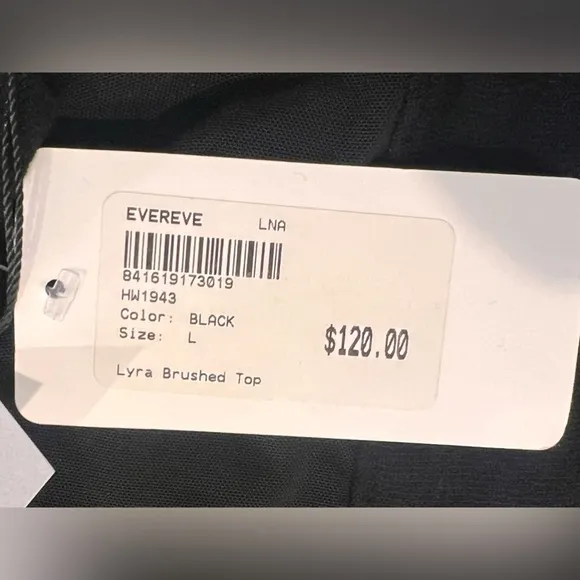 EVEREVE LNA
841619173019
HW1943
Color: BLACK
Size: L
$120.00
Lyra Brushed Top